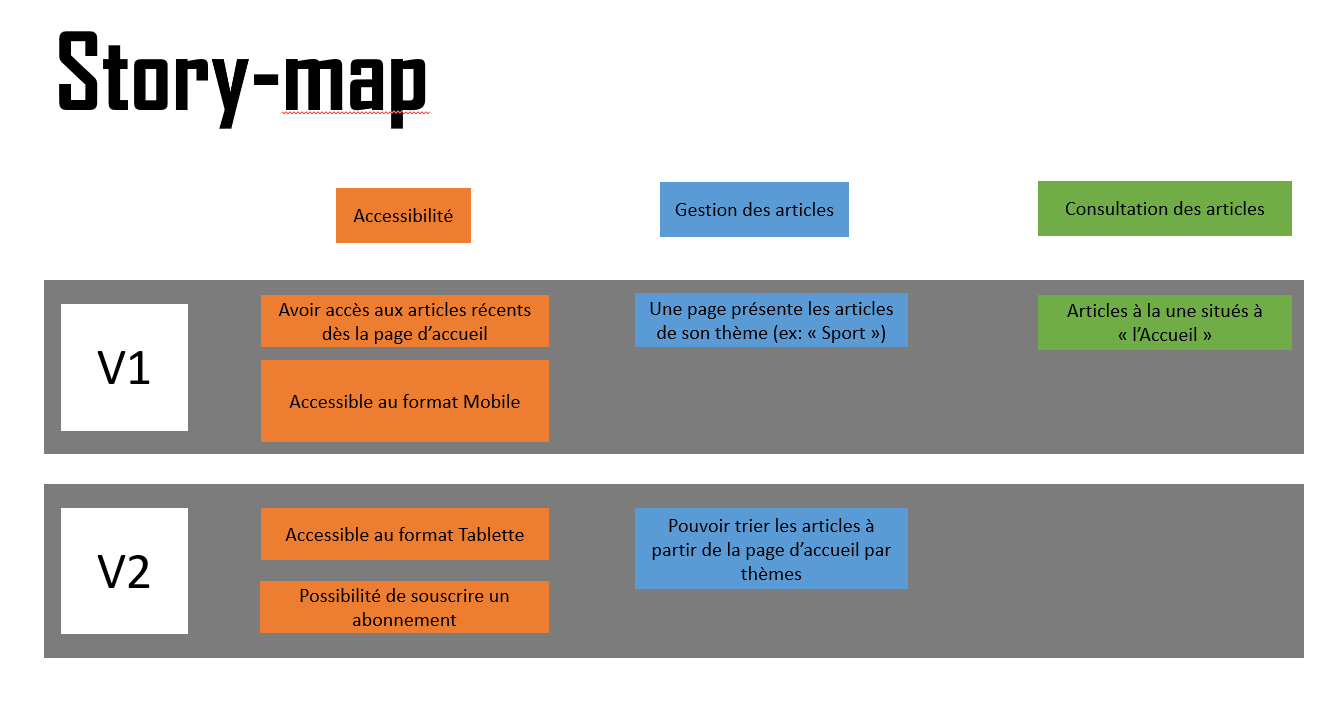 Story-map
Accessibilité
Gestion des articles
Consultation des articles
V1
Avoir accès aux articles récents
dès la page d’accueil
Accessible au format Mobile
Une page présente les articles
de son thème (ex: « Sport »)
Articles à la une situés à
« l’Accueil »
V2
Accessible au format Tablette
Possibilité de souscrire un
abonnement
Pouvoir trier les articles à
partir de la page d’accueil par
thèmes